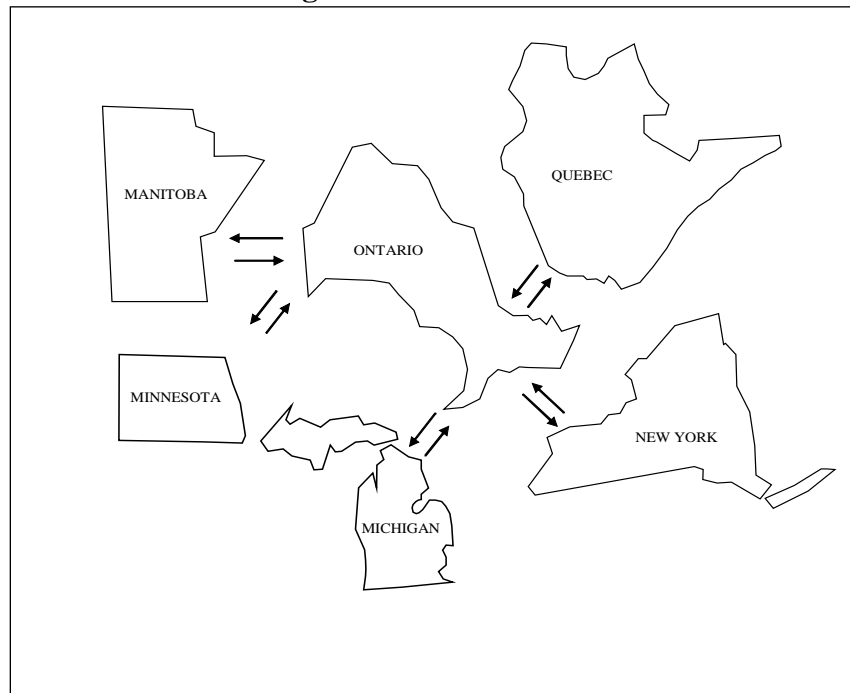 QUEBEC
MANITOBA
ONTARIO
MINNESOTA
NEW YORK
MICHIGAN